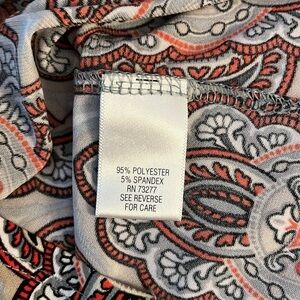 95% POLYESTER
5% SPANDEX
RN 73277
SEE REVERSE
FOR CARE